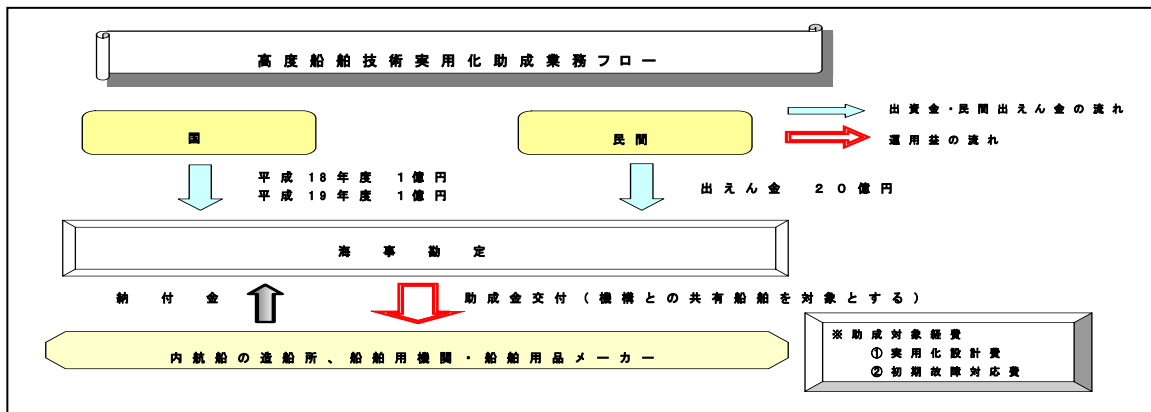 高度船舶技術実用化助成業務フロー
国
民間
出資金・民間出えん金の流れ
運用益の流れ
平成18年度 1億円
平成19年度 1億円
出えん金 20億円
海事勘定
納付金
助成金交付(機構との共有船舶を対象とする)
内航船の造船所、船舶用機関・船舶用品メーカー
※助成対象経費
①実用化設計費
②初期故障対応費